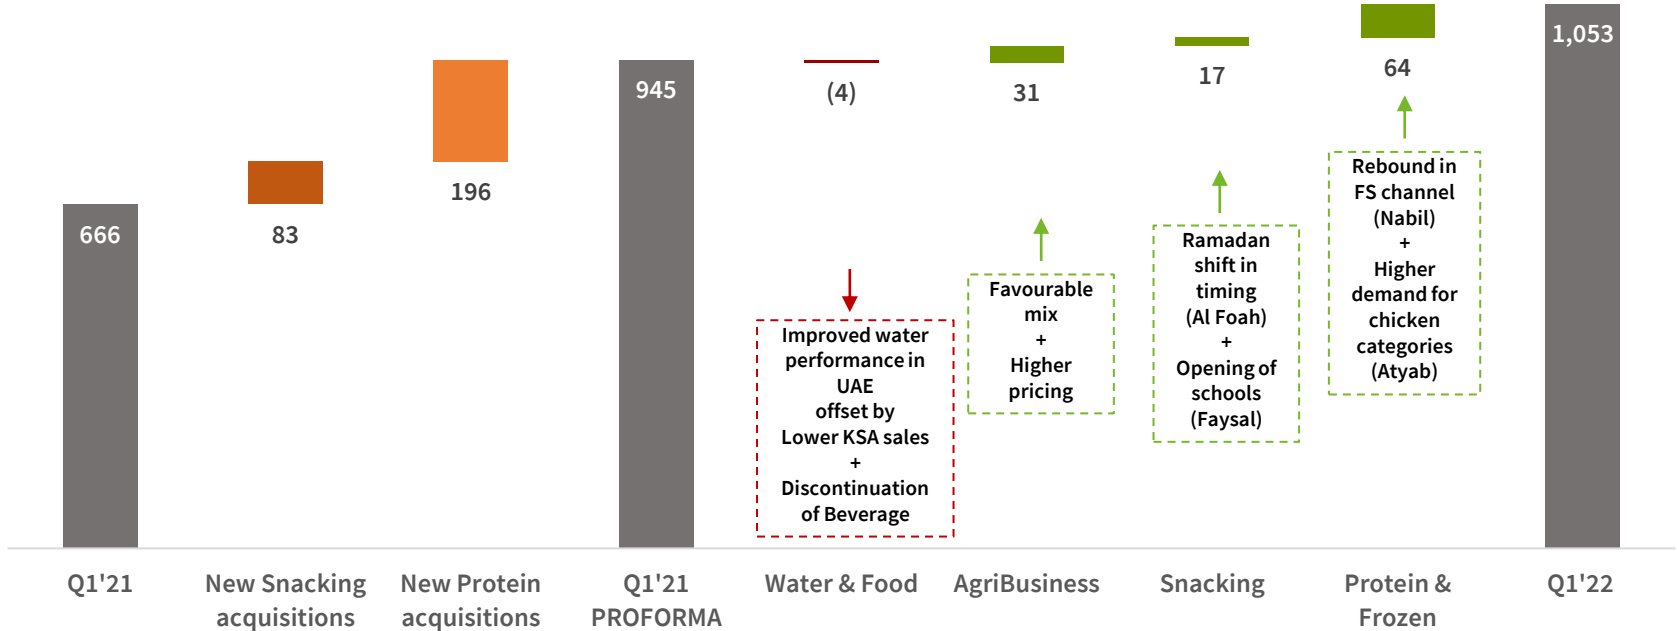 666
83
196
945
(4)
31
17
64
1,053
Improved water
performance in
UAE
offset by
Lower KSA sales
+
Discontinuation
of Beverage
Favourable
mix
+
Higher
pricing
Ramadan
shift in
timing
(Al Foah)
+
Opening of
schools
(Faysal)
Rebound in
FS channel
(Nabil)
+
Higher
demand for
chicken
categories
(Atyab)
Q1'21
New Snacking
acquisitions
New Protein
acquisitions
Q1'21
PROFORMA
Water & Food
AgriBusiness
Snacking
Protein &
Frozen
Q1'22